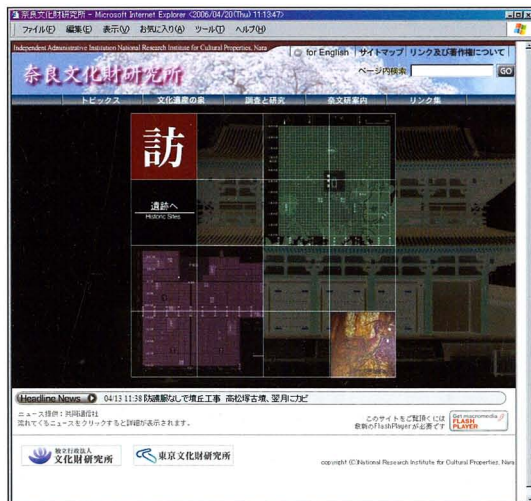 奈良文化財研究所 - Microsoft Internet Explorer <2006/04/20(Thu) 11:13:47>
ファイル(F) 編集(E) 表示(V) お気に入り(A) ツール(T) ヘルプ(H)
Independent Administrative Institution National Research Institute for Cultural Properties, Nara
for English サイトマップ リンク及び著作権について
奈良文化財研究所
ページ内検索 GO
トピックス 文化遺産の泉 調査と研究 奈文研案内 リンク集
訪
遺跡へ
Historic Sites
Headline News 04/13 11:38 防護服なしで墳丘工事 高松塚古墳、翌月にカビ
ニュース提供:共同通信社
流れてくるニュースをクリックすると詳細が表示されます。
このサイトをご覧頂くには
最新のFlashPlayerが必要です
Get macromedia
FLASH
PLAYER
独立行政法人
文化財研究所
東京文化財研究所
copyright (C)National Research Institute for Cultural Properties, Nara